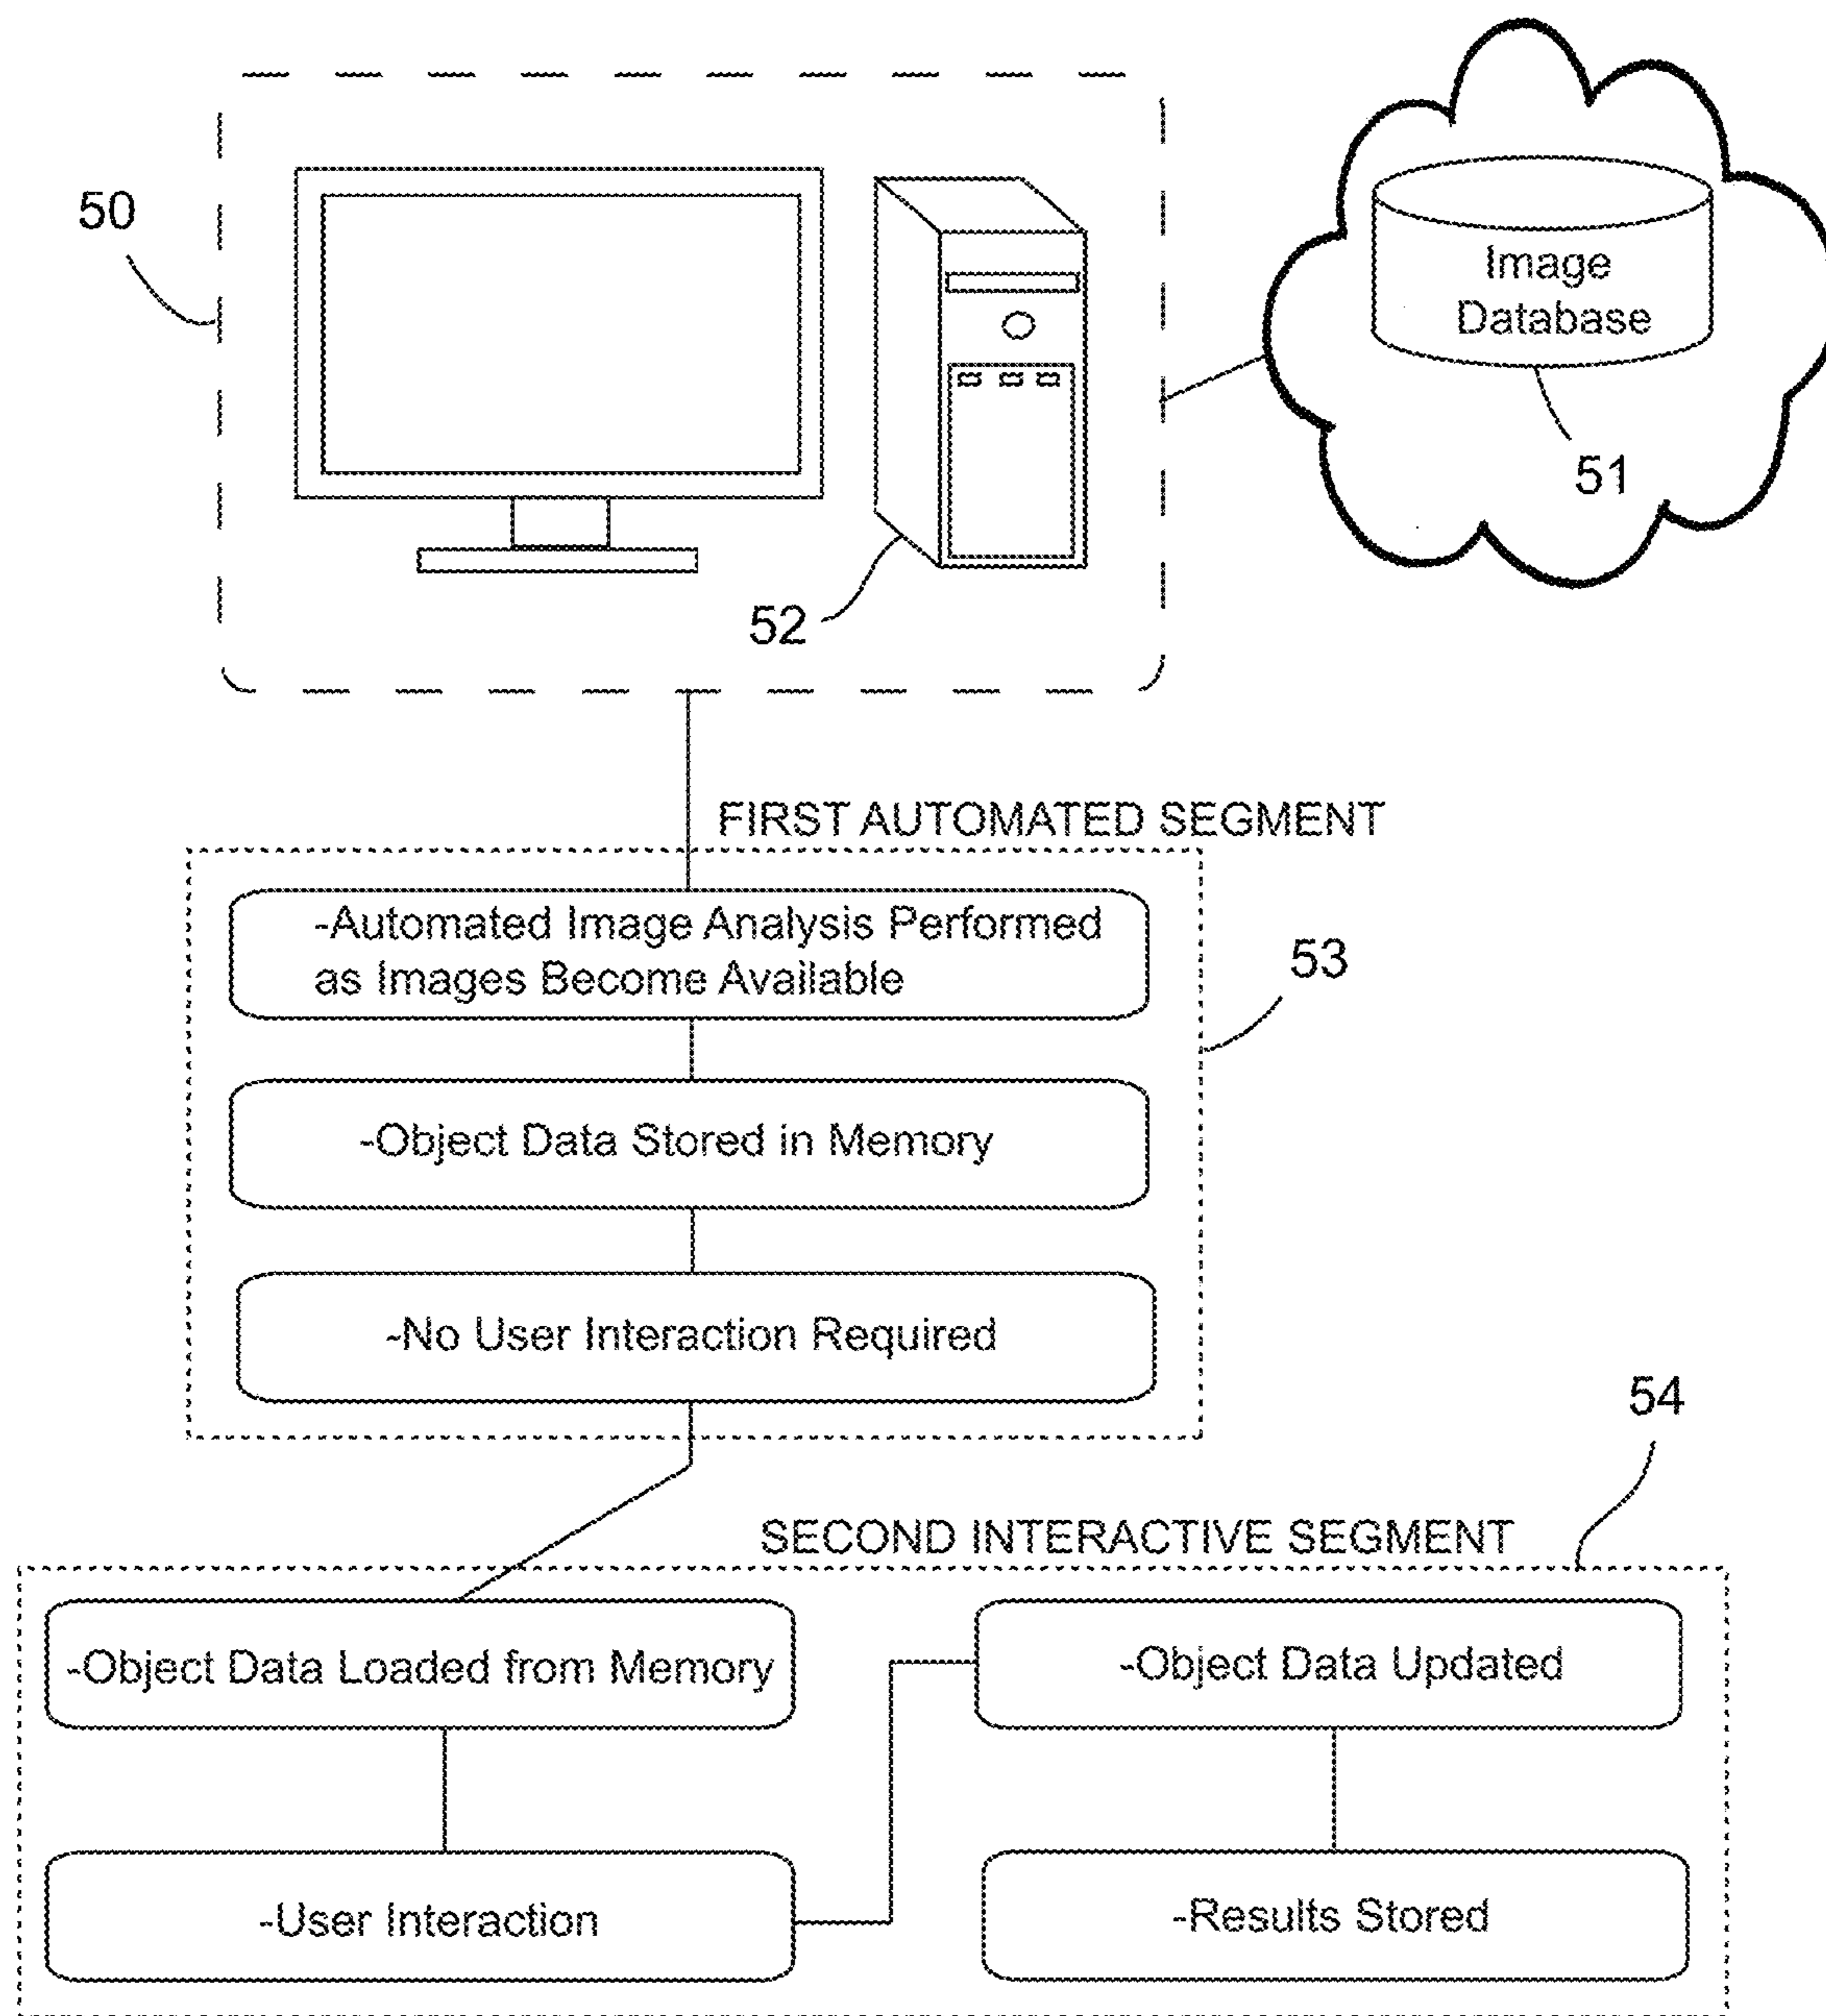 50
Image
Database
51
52
FIRST AUTOMATED SEGMENT
-Automated Image Analysis Performed
as Images Become Available
53
-Object Data Stored in Memory
-No User Interaction Required
54
SECOND INTERACTIVE SEGMENT
-Object Data Loaded from Memory
-Object Data Updated
-User Interaction
-Results Stored